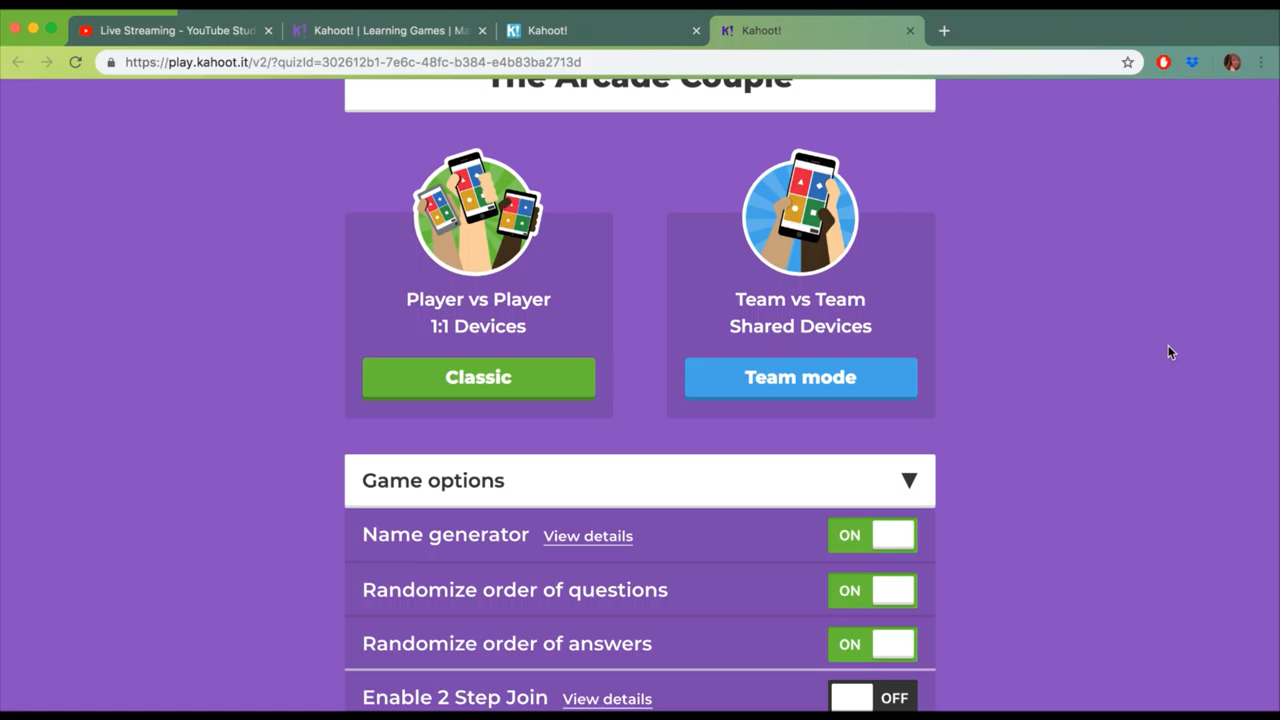 Live Streaming - YouTube Stud
Kahoot! | Learning Games | Ma
Kahoot!
Kahoot!
https://play.kahoot.it/v2/?quizId=302612b1-7e6c-48fc-b384-e4b83ba2713d
The Arcade Couple
Player vs Player
1:1 Devices
Classic
Team vs Team
Shared Devices
Team mode
Game options
Name generator View details ON
Randomize order of questions ON
Randomize order of answers ON
Enable 2 Step Join View details OFF